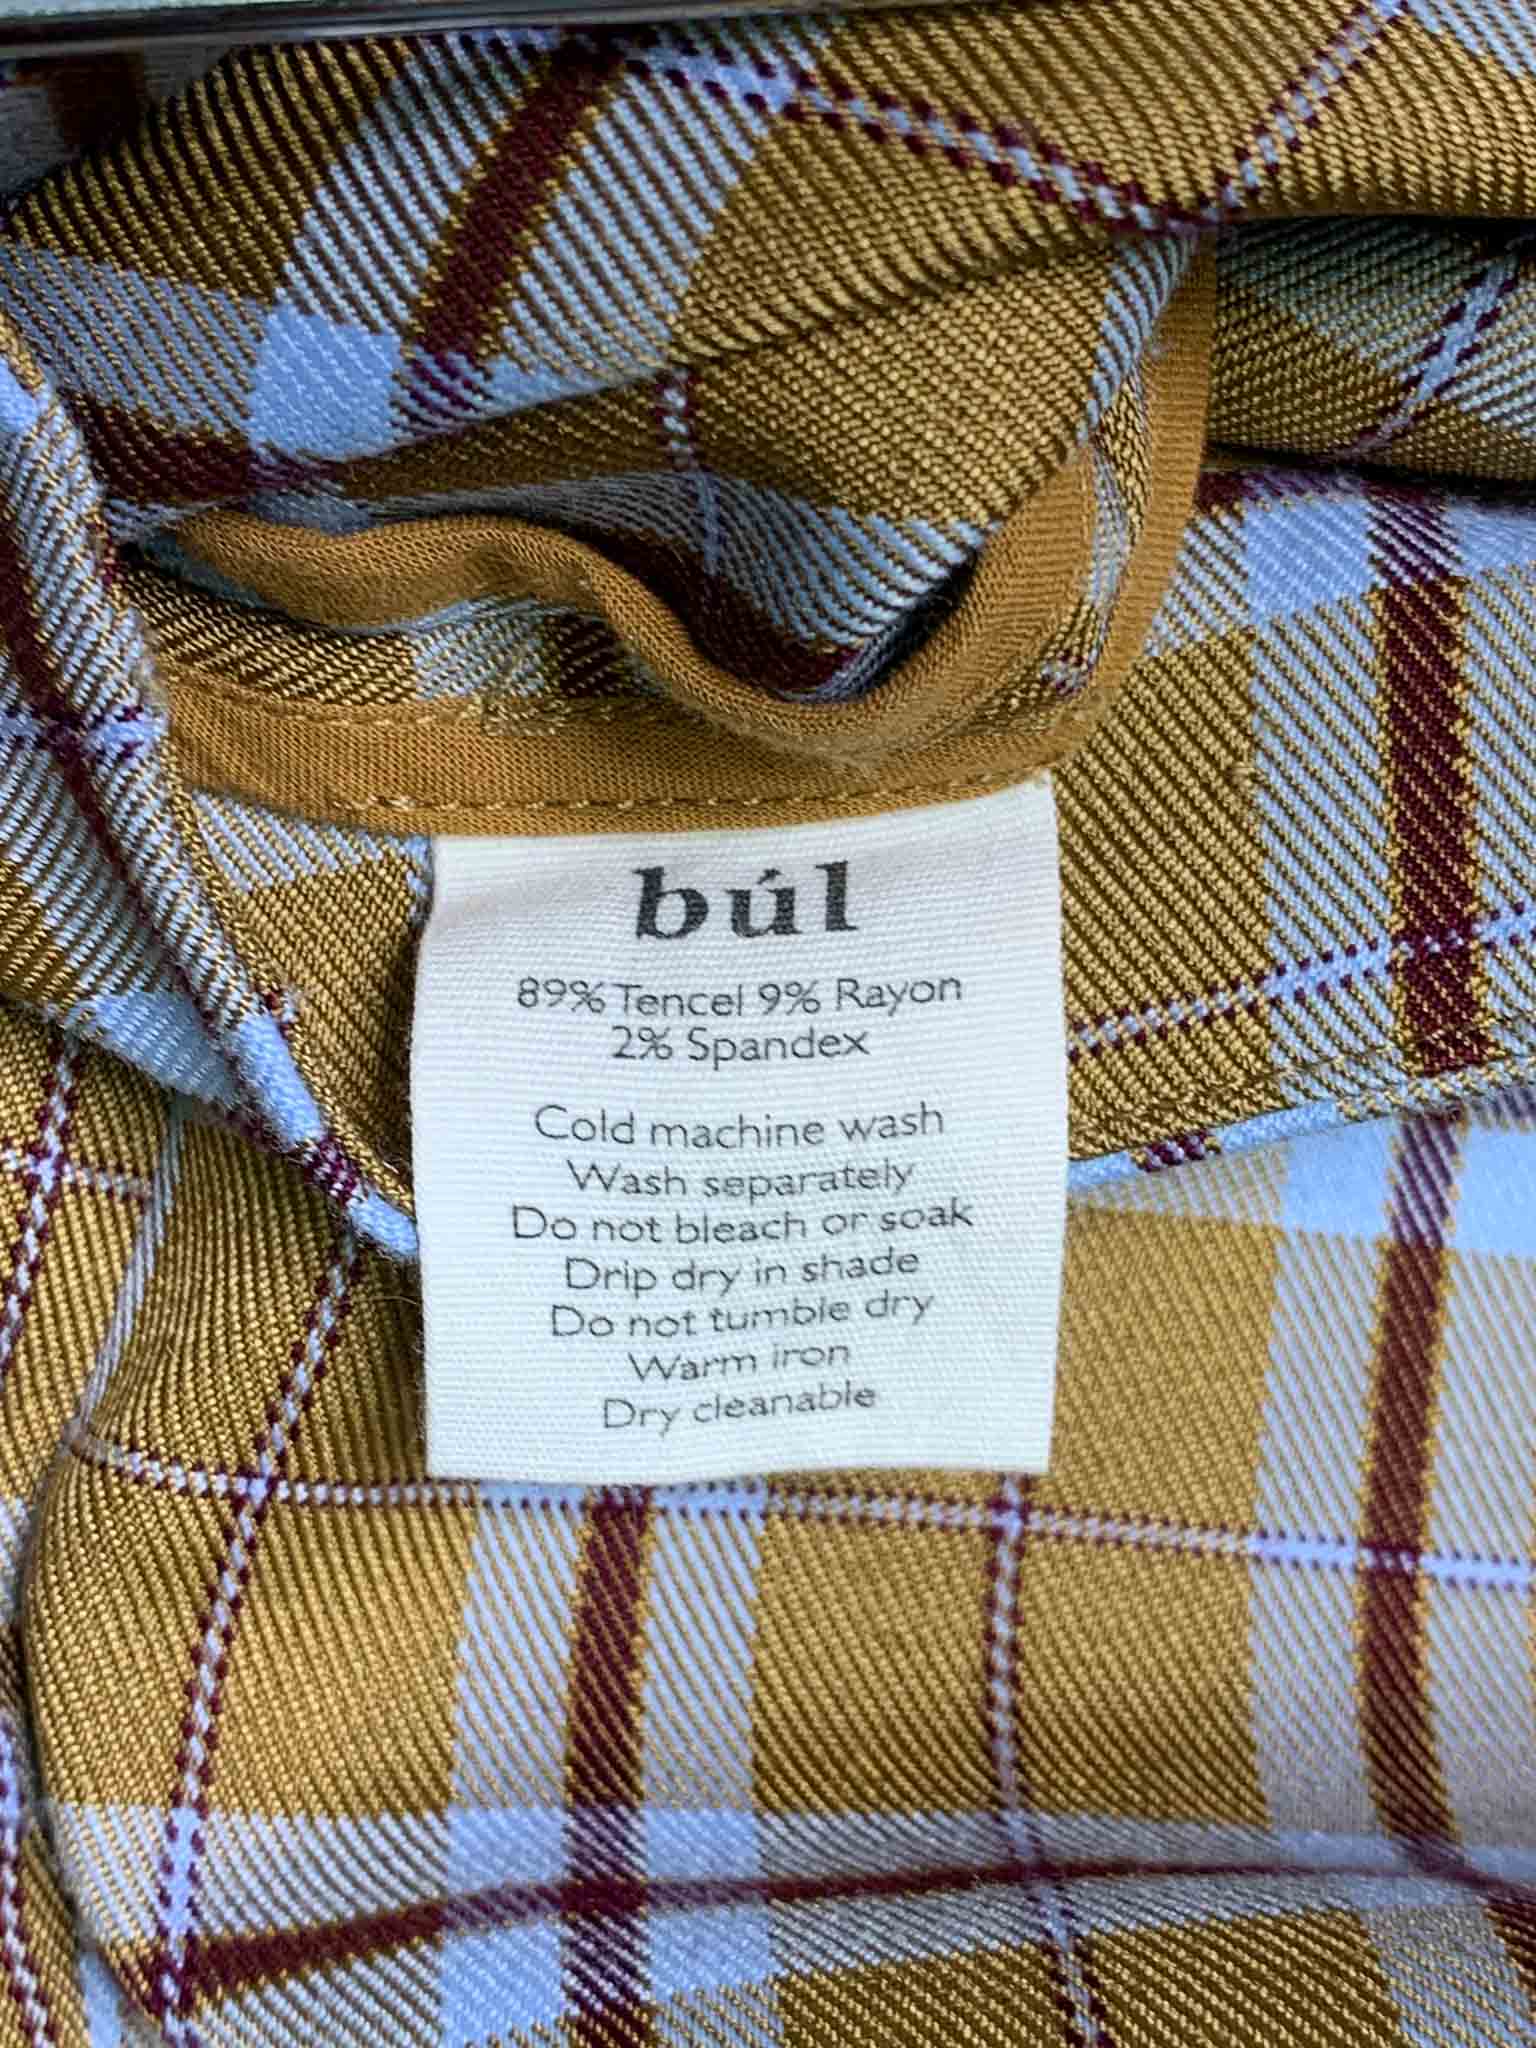 búl
89% Tencel 9% Rayon
2% Spandex
Cold machine wash
Wash separately
Do not bleach or soak
Drip dry in shade
Do not tumble dry
Warm iron
Dry cleanable